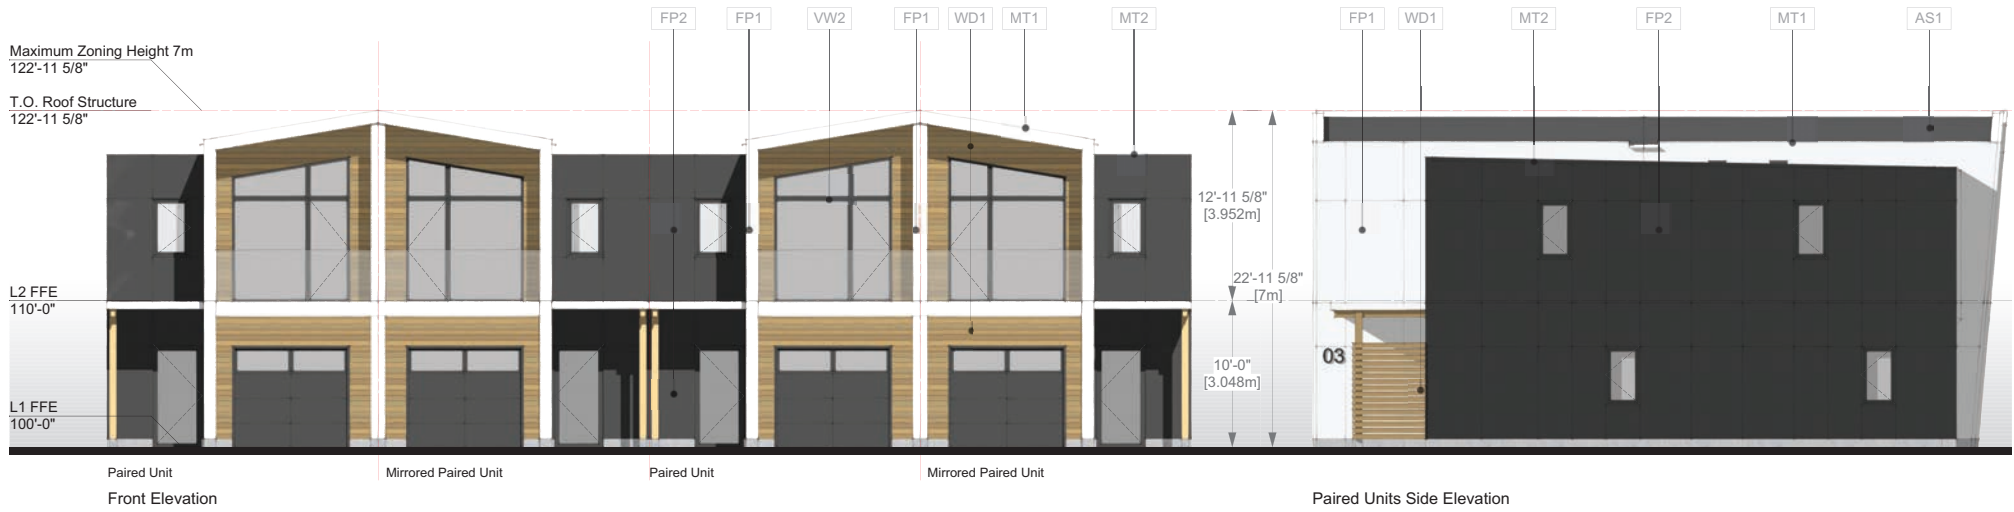 FP2 FP1 VW2 FP1 WD1 MT1 MT2 FP1 WD1 MT2 FP2 MT1 AS1
Maximum Zoning Height 7m
122'-11 5/8"
T.O. Roof Structure
122'-11 5/8"
12'-11 5/8"
[3.952m]
22'-11 5/8"
[7m]
L2 FFE
110'-0"
10'-0"
[3.048m]
03
L1 FFE
100'-0"
Paired Unit Mirrored Paired Unit Paired Unit Mirrored Paired Unit
Front Elevation Paired Units Side Elevation